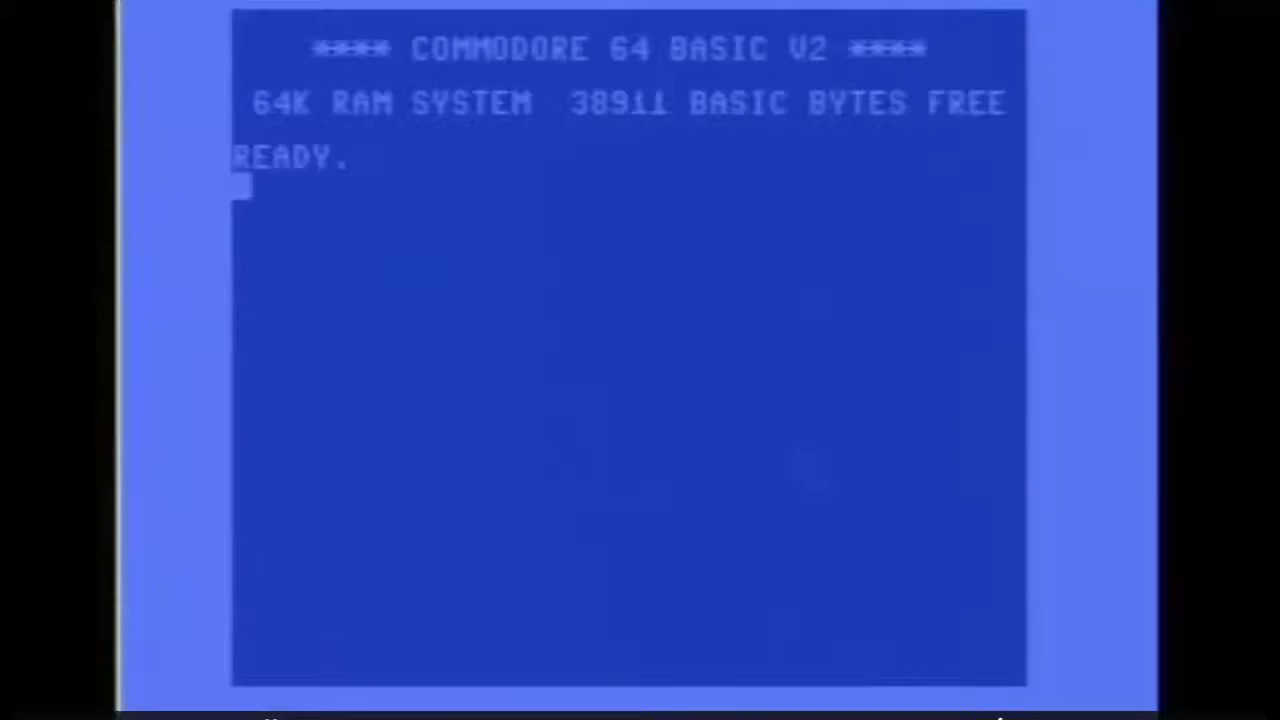 **** COMMODORE 64 BASIC V2 ****
64K RAM SYSTEM  38911 BASIC BYTES FREE
READY.